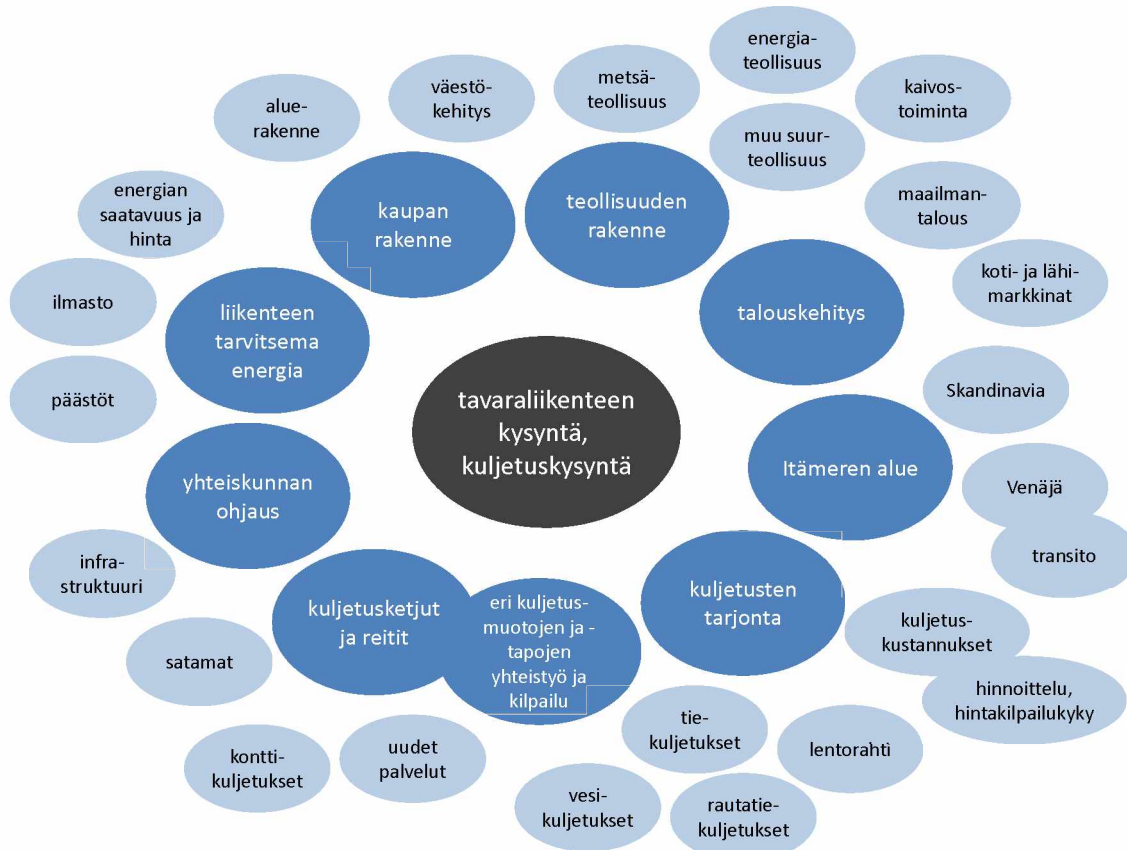 energia-
teollisuus
metsä-
teollisuus
väestö-
kehitys
kaivos-
toiminta
alue-
rakenne
muu suur-
teollisuus
energian
saatavuus ja
hinta
kaupan
rakenne
teollisuuden
rakenne
maailman-
talous
koti- ja lähi-
markkinat
ilmasto
liikenteen
tarvitsema
energia
talouskehitys
päästöt
tavaraliikenteen
kysyntä,
kuljetuskysyntä
Skandinavia
yhteiskunnan
ohjaus
Itämeren alue
Venäjä
transito
infra-
struktuuri
kuljetusketjut
ja reitit
eri kuljetus-
muotojen ja -
tapojen
yhteistyö ja
kilpailu
kuljetusten
tarjonta
kuljetus-
kustannukset
satamat
hinnoittelu,
hintakilpailukyky
kontti-
kuljetukset
uudet
palvelut
tie-
kuljetukset
lentorahti
vesi-
kuljetukset
rautatie-
kuljetukset